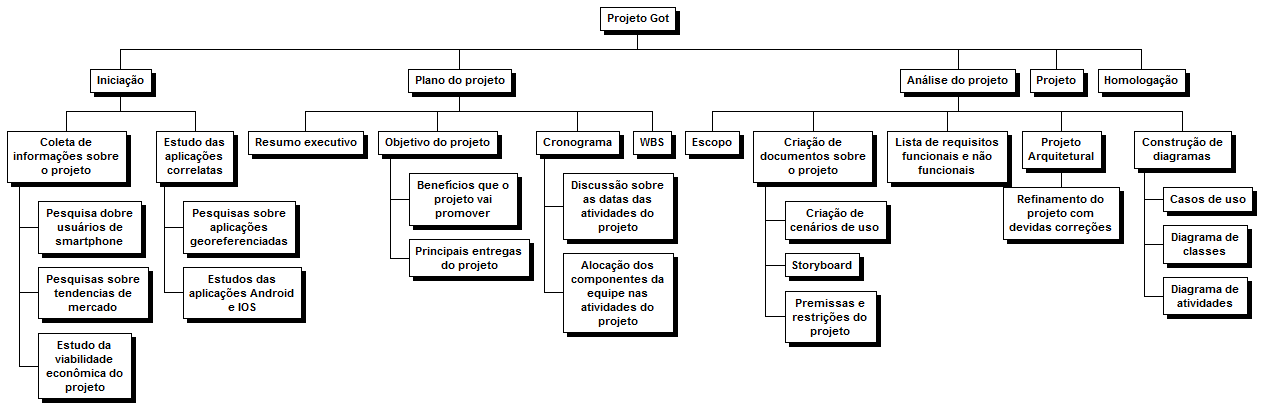 Projeto Got
Iniciação
Plano do projeto
Análise do projeto
Projeto
Homologação
Coleta de
informações sobre
o projeto
Estudo das
aplicações
correlatas
Resumo executivo
Objetivo do projeto
Cronograma
WBS
Escopo
Criação de
documentos sobre
o projeto
Lista de requisitos
funcionais e não
funcionais
Projeto
Arquitetural
Construção de
diagramas
Pesquisa dobre
usuários de
smartphone
Pesquisas sobre
tendencias de
mercado
Estudo da
viabilidade
econômica do
projeto
Pesquisas sobre
aplicações
georeferenciadas
Estudos das
aplicações Android
e IOS
Benefícios que o
projeto vai
promover
Principais entregas
do projeto
Discussão sobre
as datas das
atividades do
projeto
Alocação dos
componentes da
equipe nas
atividades do
projeto
Criação de
cenários de uso
Storyboard
Premissas e
restrições do
projeto
Refinamento do
projeto com
devidas correções
Casos de uso
Diagrama de
classes
Diagrama de
atividades